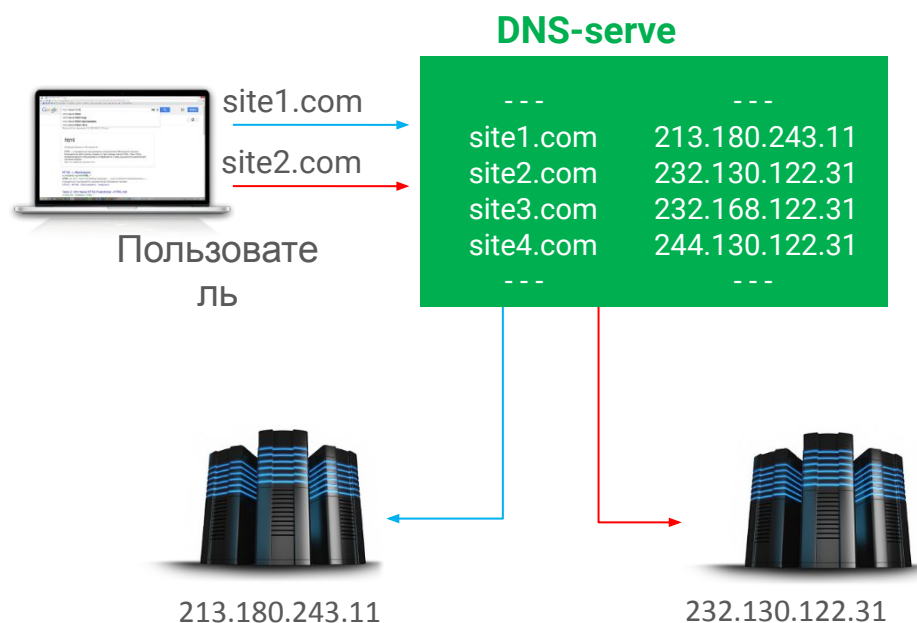 DNS-serve
site1.com
site2.com
Пользовате
ль
--- ---
site1.com 213.180.243.11
site2.com 232.130.122.31
site3.com 232.168.122.31
site4.com 244.130.122.31
--- ---
213.180.243.11
232.130.122.31